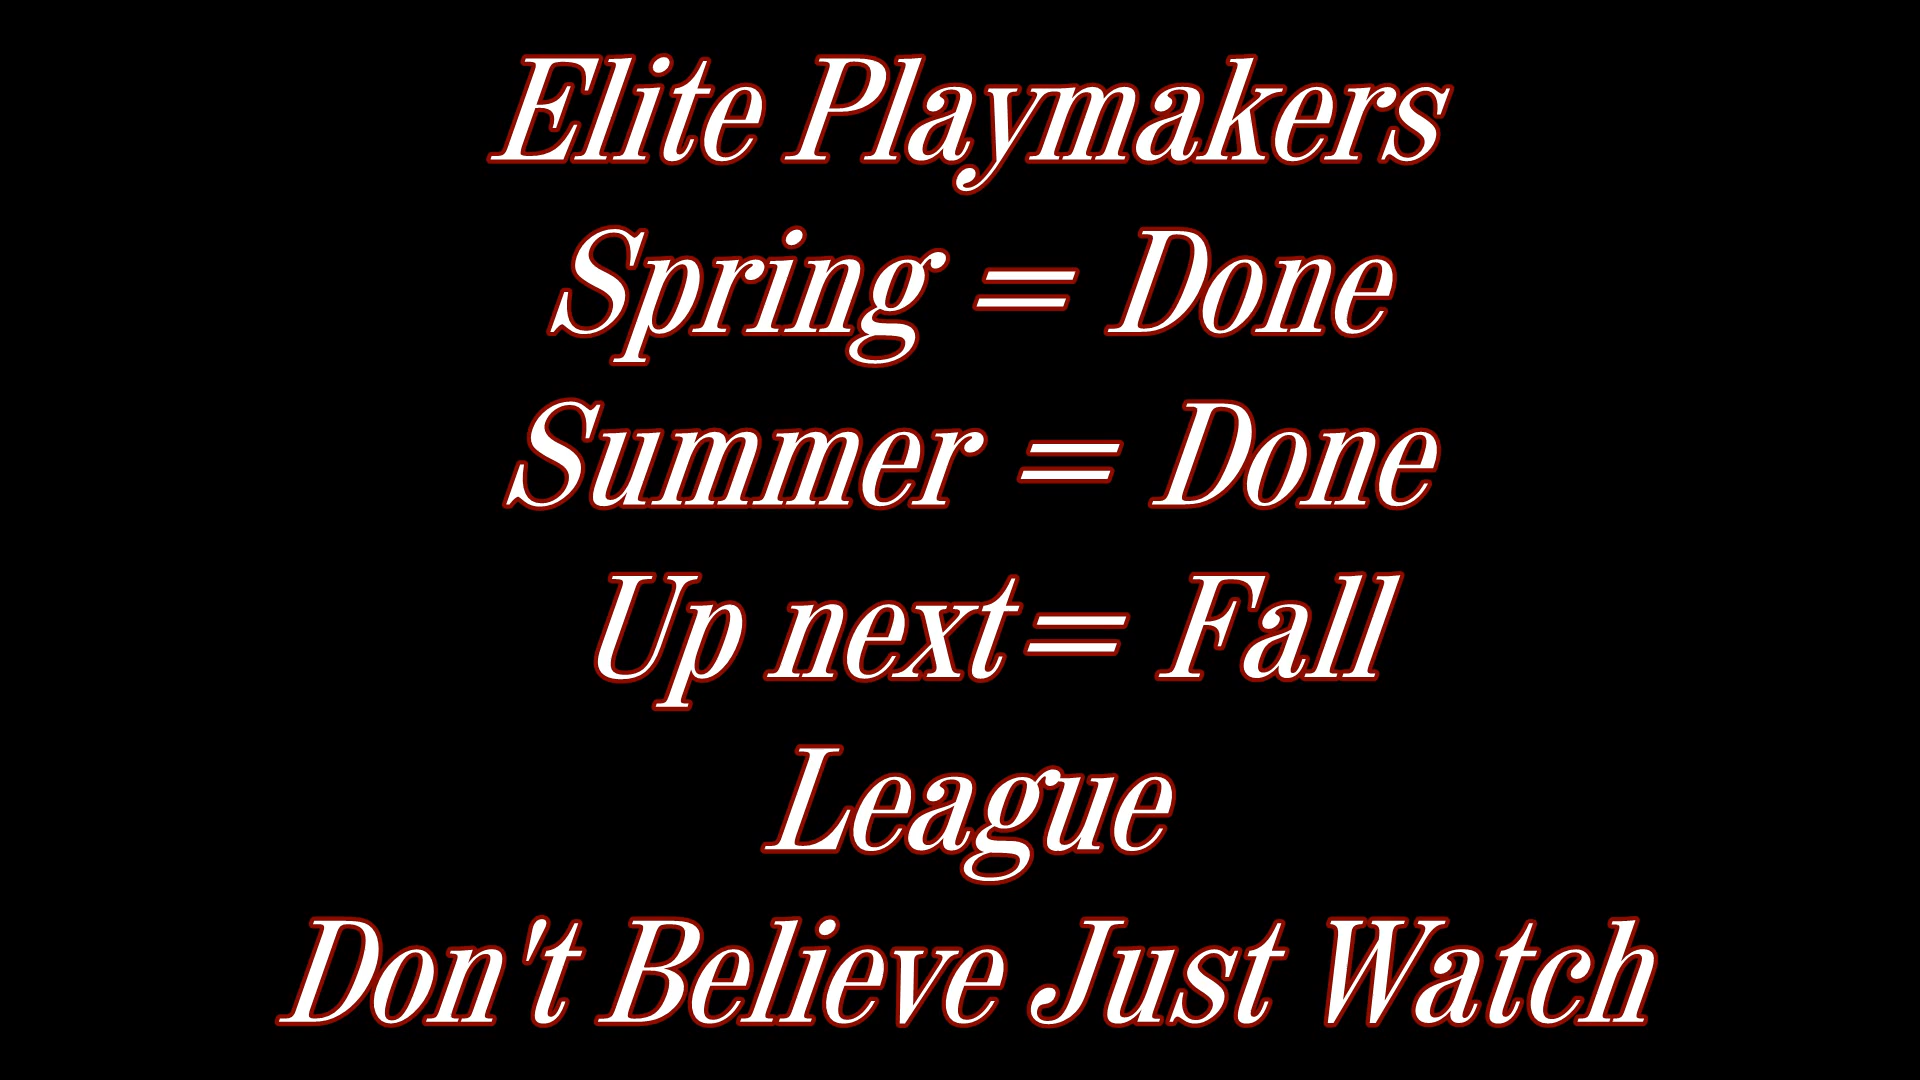 Elite Playmakers
Spring = Done
Summer = Done
Up next= Fall
League
Don't Believe Just Watch